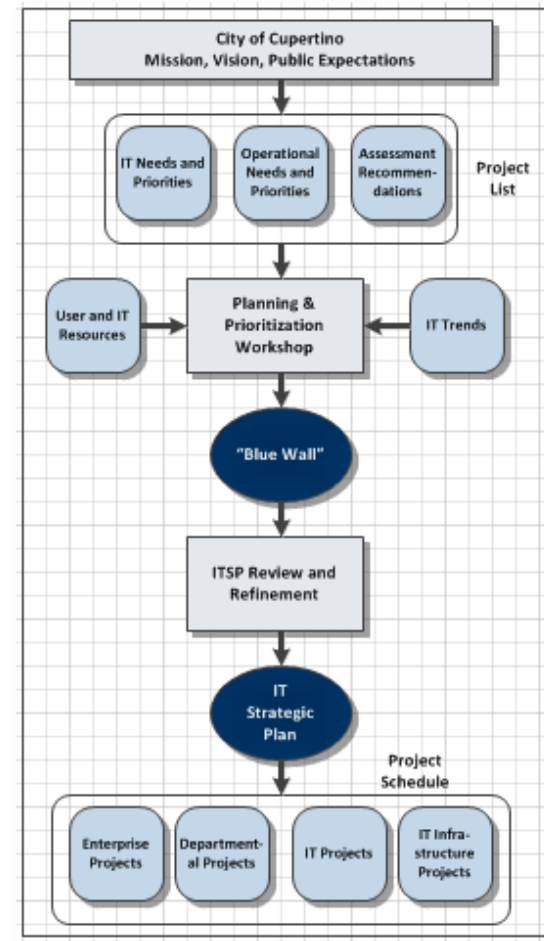 City of Cupertino
Mission, Vision, Public Expectations
IT Needs and
Priorities
Operational
Needs and
Priorities
Assessment
Recommen-
dations
Project
List
User and IT
Resources
Planning &
Prioritization
Workshop
IT Trends
"Blue Wall"
ITSP Review and
Refinement
IT
Strategic
Plan
Project
Schedule
Enterprise
Projects
Department-
al Projects
IT Projects
IT Infra-
structure
Projects